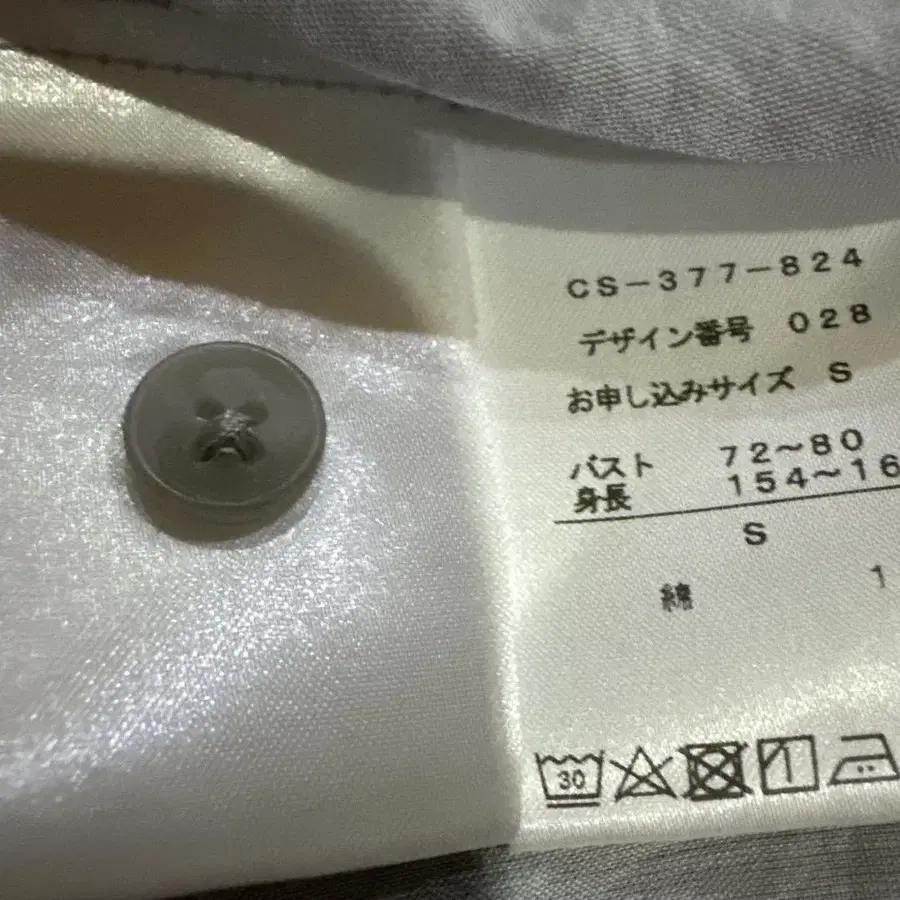 CS-377-824
デザイン番号 028
お申し込みサイズ S
バスト 72~80
身長 154~16
S
綿 1
30